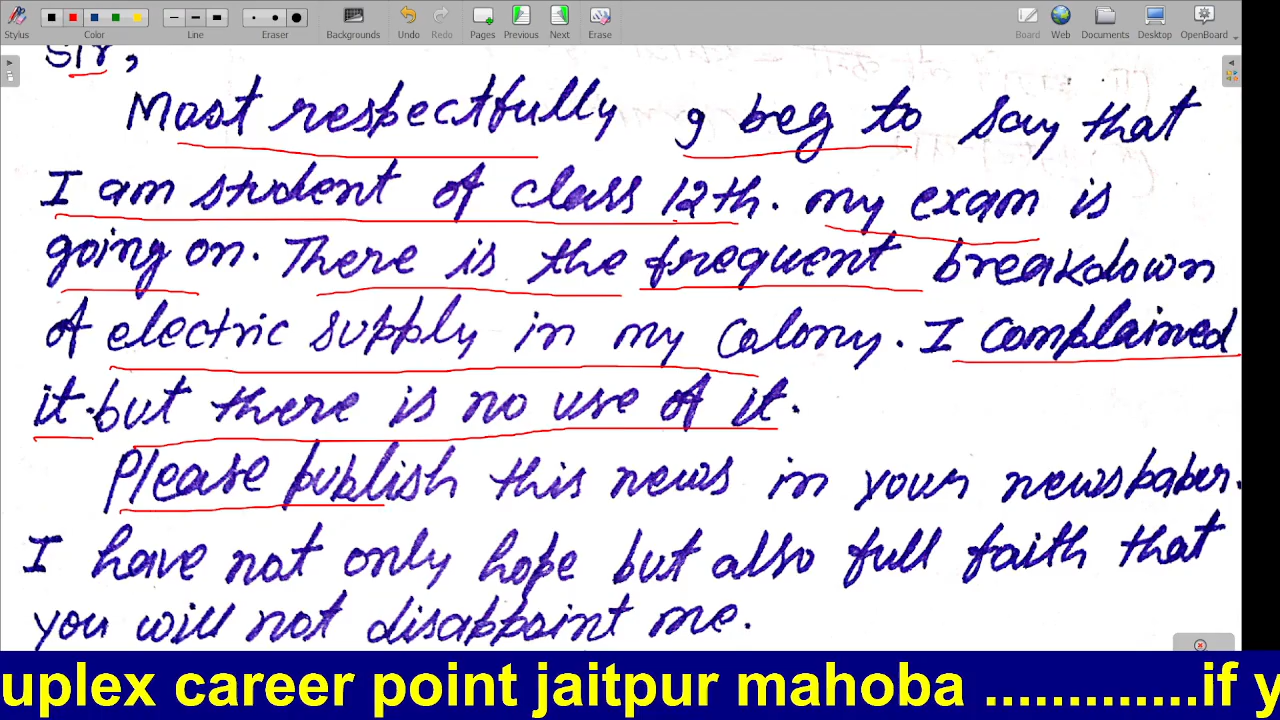 Stylus Color Line Eraser Backgrounds Undo Redo Pages Previous Next Erase Board Web Documents Desktop OpenBoard
Sir,
Most respectfully I beg to say that
I am student of class 12th. my exam is
going on. There is the frequent breakdown
of electric supply in my colony. I complained
it. but there is no use of it.
Please publish this news in your newspaper.
I have not only hope but also full faith that
you will not disappoint me.
uplex career point jaitpur mahoba .............if y